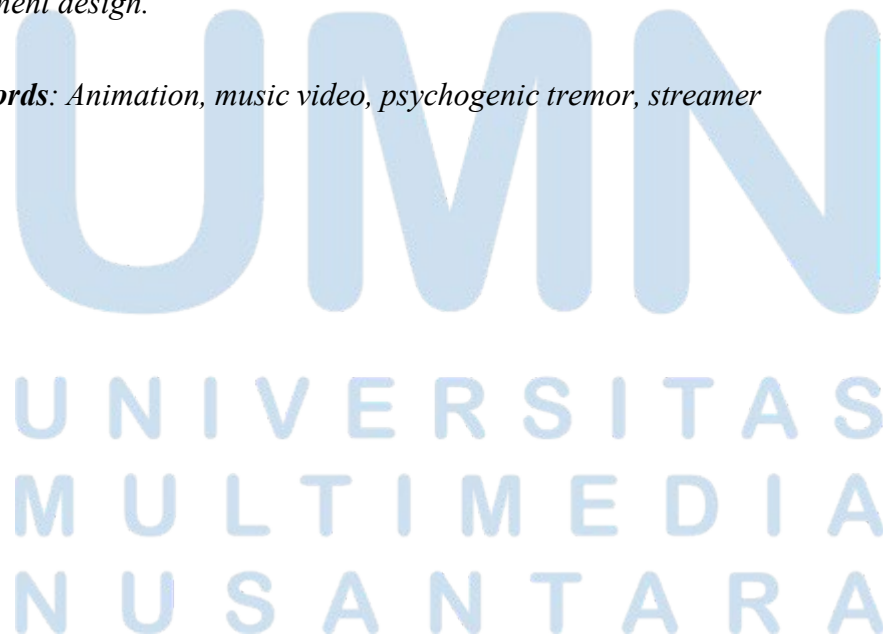 ment design.
ords: Animation, music video, psychogenic tremor, streamer
UMN
UNIVERSITAS
MULTIMEDIA
NUSANTARA